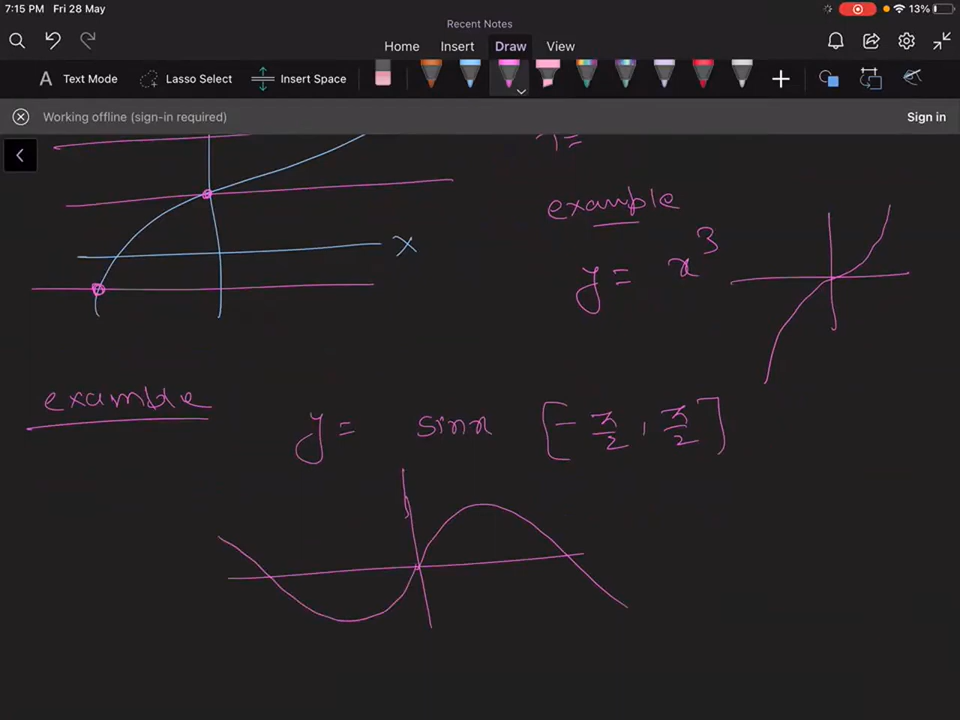 7:15 PM Fri 28 May
13%
Recent Notes
Home Insert Draw View
A Text Mode Lasso Select Insert Space
Working offline (sign-in required) Sign in
example
x
y = x^3
example
y = sinx [-π/2, π/2]